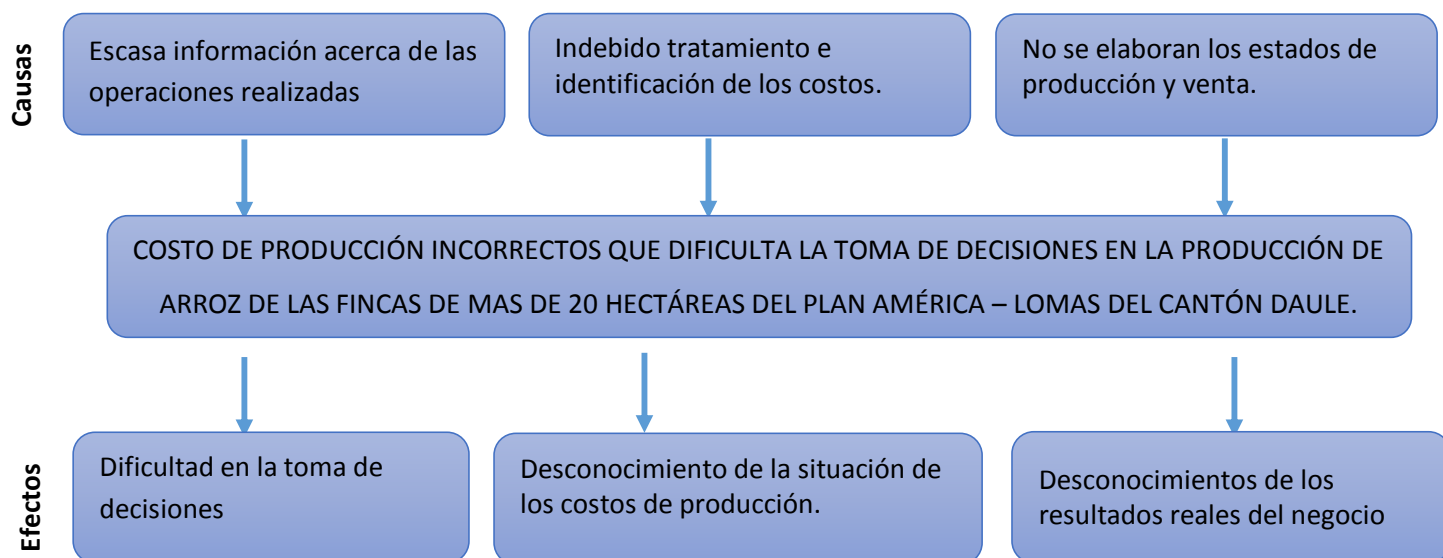 Causas
Escasa información acerca de las
operaciones realizadas
Indebido tratamiento e
identificación de los costos.
No se elaboran los estados de
producción y venta.
COSTO DE PRODUCCIÓN INCORRECTOS QUE DIFICULTA LA TOMA DE DECISIONES EN LA PRODUCCIÓN DE
ARROZ DE LAS FINCAS DE MAS DE 20 HECTÁREAS DEL PLAN AMÉRICA – LOMAS DEL CANTÓN DAULE.
Efectos
Dificultad en la toma de
decisiones
Desconocimiento de la situación de
los costos de producción.
Desconocimientos de los
resultados reales del negocio